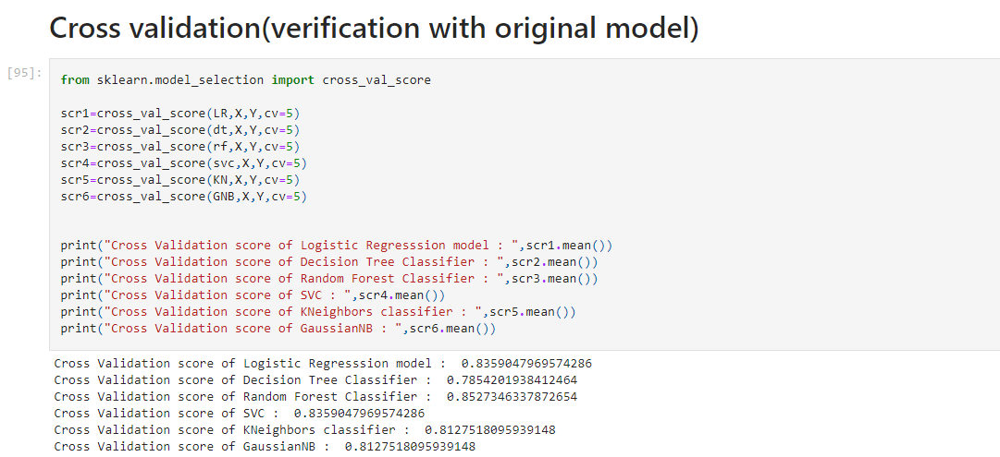 Cross validation(verification with original model)
[95]:
from sklearn.model_selection import cross_val_score
scr1=cross_val_score(LR,X,Y,cv=5)
scr2=cross_val_score(dt,X,Y,cv=5)
scr3=cross_val_score(rf,X,Y,cv=5)
scr4=cross_val_score(svc,X,Y,cv=5)
scr5=cross_val_score(KN,X,Y,cv=5)
scr6=cross_val_score(GNB,X,Y,cv=5)
print("Cross Validation score of Logistic Regresssion model : ",scr1.mean())
print("Cross Validation score of Decision Tree Classifier : ",scr2.mean())
print("Cross Validation score of Random Forest Classifier : ",scr3.mean())
print("Cross Validation score of SVC : ",scr4.mean())
print("Cross Validation score of KNeighbors classifier : ",scr5.mean())
print("Cross Validation score of GaussianNB : ",scr6.mean())
Cross Validation score of Logistic Regresssion model :  0.8359047969574286
Cross Validation score of Decision Tree Classifier :  0.7854201938412464
Cross Validation score of Random Forest Classifier :  0.8527346337872654
Cross Validation score of SVC :  0.8359047969574286
Cross Validation score of KNeighbors classifier :  0.8127518095939148
Cross Validation score of GaussianNB :  0.8127518095939148